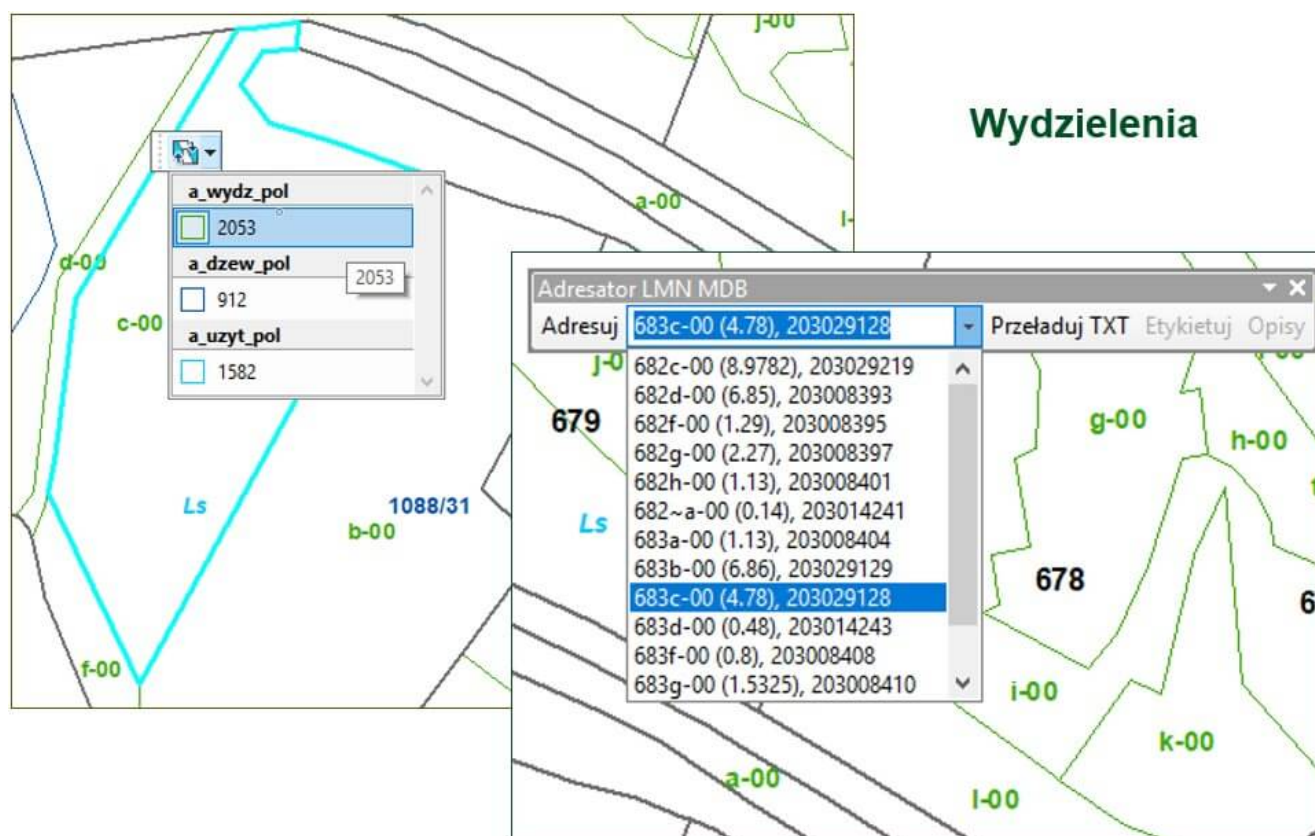 j-00
Wydzielenia
a_wydz_pol
2053
a_dzew_pol
2053
912
a_uzyt_pol
1582
d-00
c-00
a-00
Ls
1088/31
b-00
f-00
Adresator LMN MDB
Adresuj 683c-00 (4.78), 203029128 Przeładuj TXT Etykietuj Opisy
682c-00 (8.9782), 203029219
682d-00 (6.85), 203008393
682f-00 (1.29), 203008395
682g-00 (2.27), 203008397
682h-00 (1.13), 203008401
682~a-00 (0.14), 203014241
683a-00 (1.13), 203008404
683b-00 (6.86), 203029129
683c-00 (4.78), 203029128
683d-00 (0.48), 203014243
683f-00 (0.8), 203008408
683g-00 (1.5325), 203008410
679
Ls
g-00
h-00
678
i-00
k-00
a-00
l-00